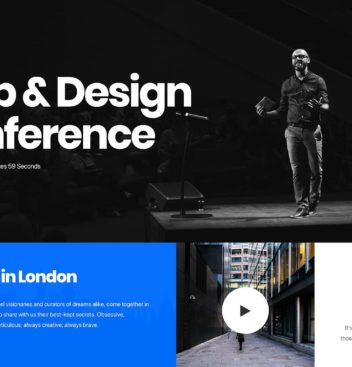 & Design
nference
es 59 Seconds
in London
el visionaries and curators of dreams alike, come together in
o share with us their best-kept secrets. Obsessive,
ticulous; always creative; always brave.
It's
those